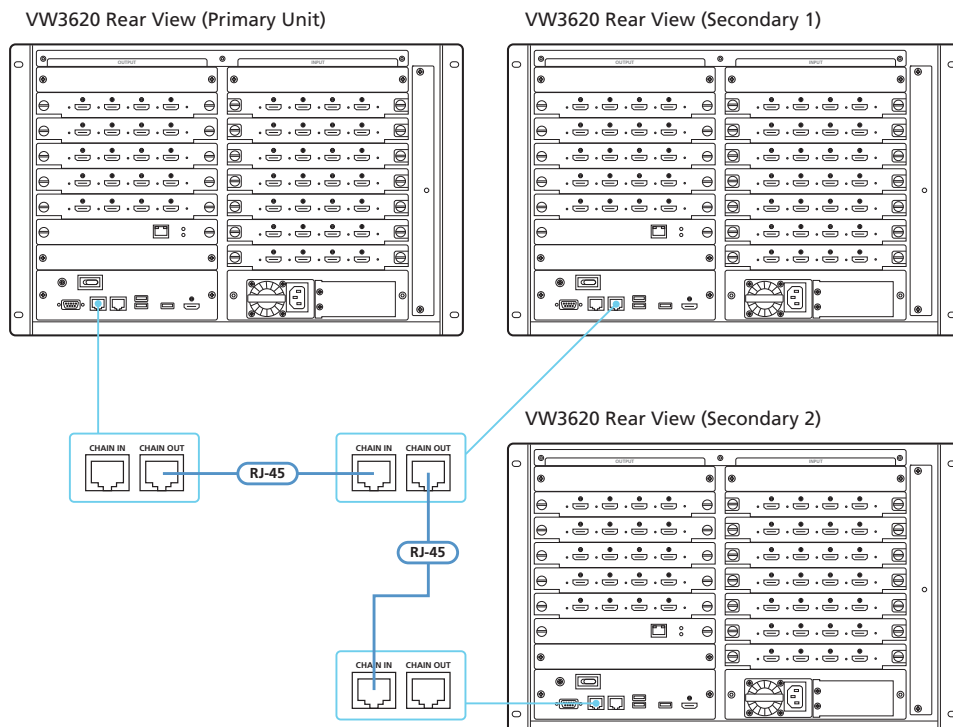 VW3620 Rear View (Primary Unit)
VW3620 Rear View (Secondary 1)
OUTPUT
INPUT
OUTPUT
INPUT
VW3620 Rear View (Secondary 2)
CHAIN IN
CHAIN OUT
RJ-45
CHAIN IN
CHAIN OUT
OUTPUT
INPUT
RJ-45
CHAIN IN
CHAIN OUT